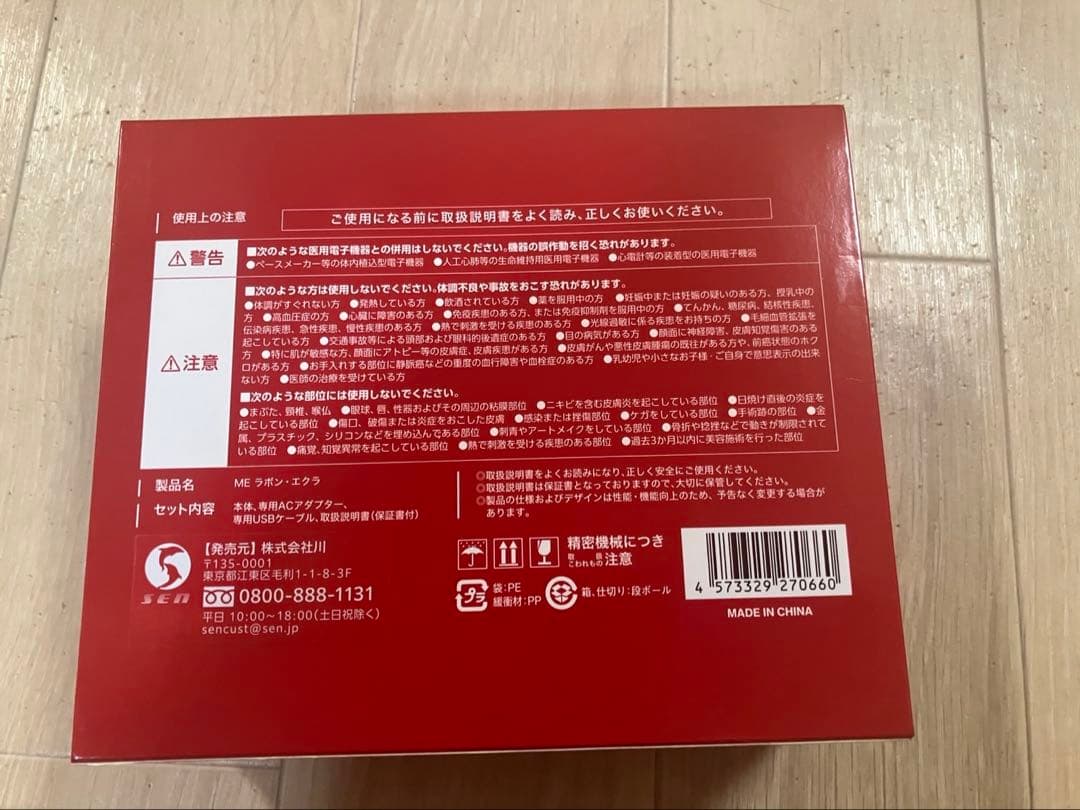 使用上の注意
ご使用になる前に取扱説明書をよく読み、正しくお使いください。
警告
■次のような医用電子機器との併用はしないでください。機器の誤作動を招く恐れがあります。
●ペースメーカー等の体内植込型電子機器 ●人工心肺等の生命維持用医用電子機器 ●心電計等の装着型の医用電子機器
注意
■次のような方は使用しないでください。体調不良や事故をおこす恐れがあります。
●体調がすぐれない方 ●発熱している方 ●飲酒されている方 ●薬を服用中の方 ●妊娠中または妊娠の疑いのある方、授乳中の
方 ●高血圧症の方 ●心臓に障害のある方 ●免疫疾患のある方、または免疫抑制剤を服用中の方 ●てんかん、糖尿病、結核性疾患、
伝染病疾患、急性疾患、慢性疾患のある方 ●熱で刺激を受ける疾患のある方 ●光線過敏に係る疾患をお持ちの方 ●毛細血管拡張を
起こしている方 ●交通事故等による頭部および眼科的後遺症のある方 ●目の病気がある方 ●顔面に神経障害、皮膚知覚傷害のある
方 ●特に肌が敏感な方、顔面にアトピー等の皮膚症、皮膚疾患がある方 ●皮膚がんや悪性皮膚腫瘍の既往がある方や、前癌状態のホク
ロがある方 ●お手入れする部位に静脈癌などの重度の血行障害や血栓症のある方 ●乳幼児や小さなお子様・ご自身で意思表示の出来
ない方 ●医師の治療を受けている方
■次のような部位には使用しないでください。
●まぶた、頸椎、喉仏 ●眼球、唇、性器およびその周辺の粘膜部位 ●ニキビを含む皮膚炎を起こしている部位 ●日焼け直後の炎症を
起こしている部位 ●傷口、破傷または炎症をおこした皮膚 ●感染または挫傷部位 ●ケガをしている部位 ●手術跡の部位 ●金
属、プラスチック、シリコンなどを埋め込んである部位 ●刺青やアートメイクをしている部位 ●骨折や捻挫などで動きが制限されて
いる部位 ●痛覚、知覚異常を起こしている部位 ●熱で刺激を受ける疾患のある部位 ●過去3か月以内に美容施術を行った部位
製品名
ME ラボン・エクラ
セット内容
本体、専用ACアダプター、
専用USBケーブル、取扱説明書(保証書付)
◎取扱説明書をよくお読みになり、正しく安全にご使用ください。
◎取扱説明書は保証書となっておりますので、大切に保管してください。
◎製品の仕様およびデザインは性能・機能向上のため、予告なく変更する場合が
あります。
SEN
【発売元】株式会社川
〒135-0001
東京都江東区毛利1-1-8-3F
0800-888-1131
平日 10:00〜18:00(土日祝除く)
sencust@sen.jp
精密機械につき
取扱注意
こわれもの
プラ
袋:PE
緩衝材:PP
箱、仕切り:段ボール
4 573329 270660
MADE IN CHINA